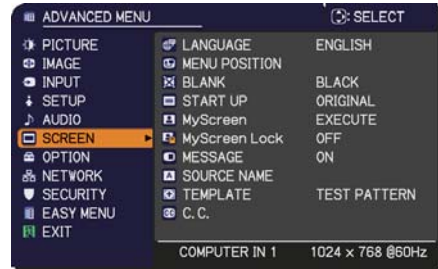 ADVANCED MENU : SELECT
PICTURE
IMAGE
INPUT
SETUP
AUDIO
SCREEN
OPTION
NETWORK
SECURITY
EASY MENU
EXIT
LANGUAGE ENGLISH
MENU POSITION
BLANK BLACK
START UP ORIGINAL
MyScreen EXECUTE
MyScreen Lock OFF
MESSAGE ON
SOURCE NAME
TEMPLATE TEST PATTERN
C. C.
COMPUTER IN 1 1024 x 768 @60Hz